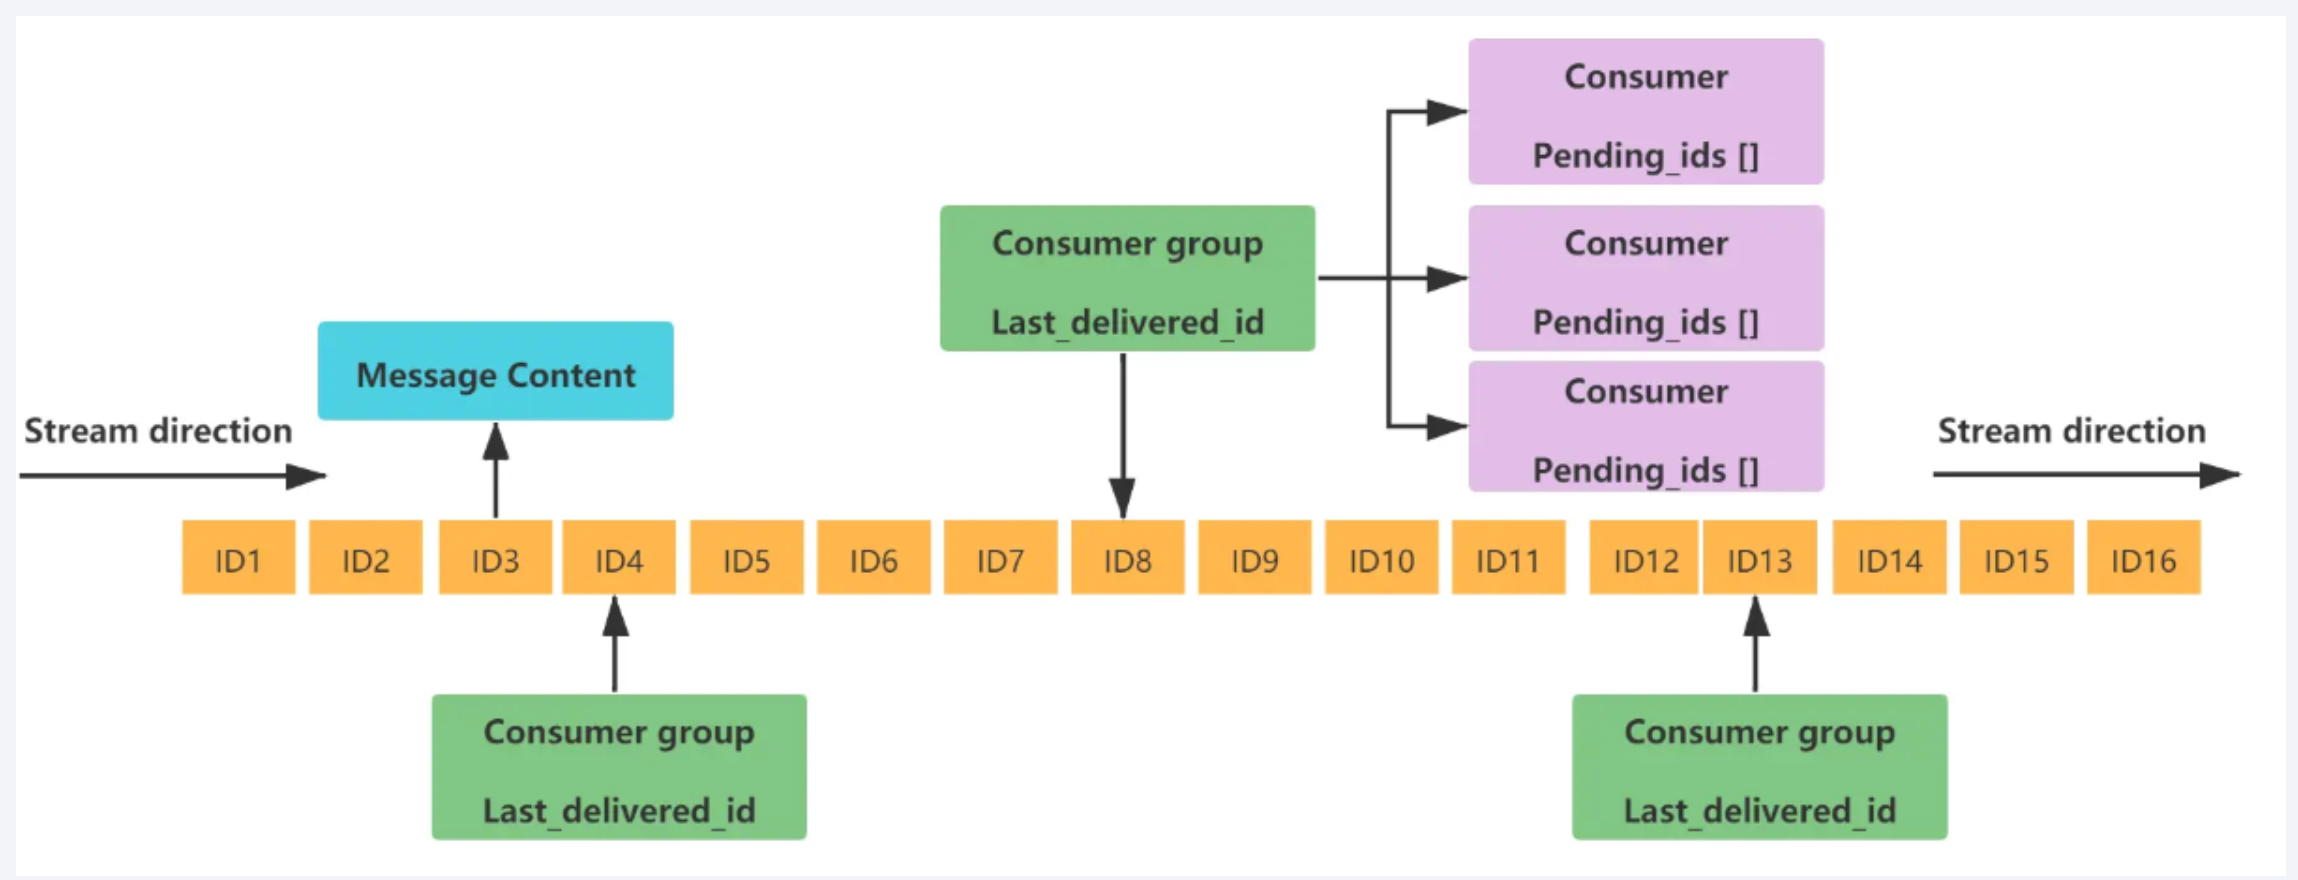 Consumer
Pending_ids []
Consumer group
Last_delivered_id
Consumer
Pending_ids []
Message Content
Consumer
Pending_ids []
Stream direction
Stream direction
ID1 ID2 ID3 ID4 ID5 ID6 ID7 ID8 ID9 ID10 ID11 ID12 ID13 ID14 ID15 ID16
Consumer group
Last_delivered_id
Consumer group
Last_delivered_id